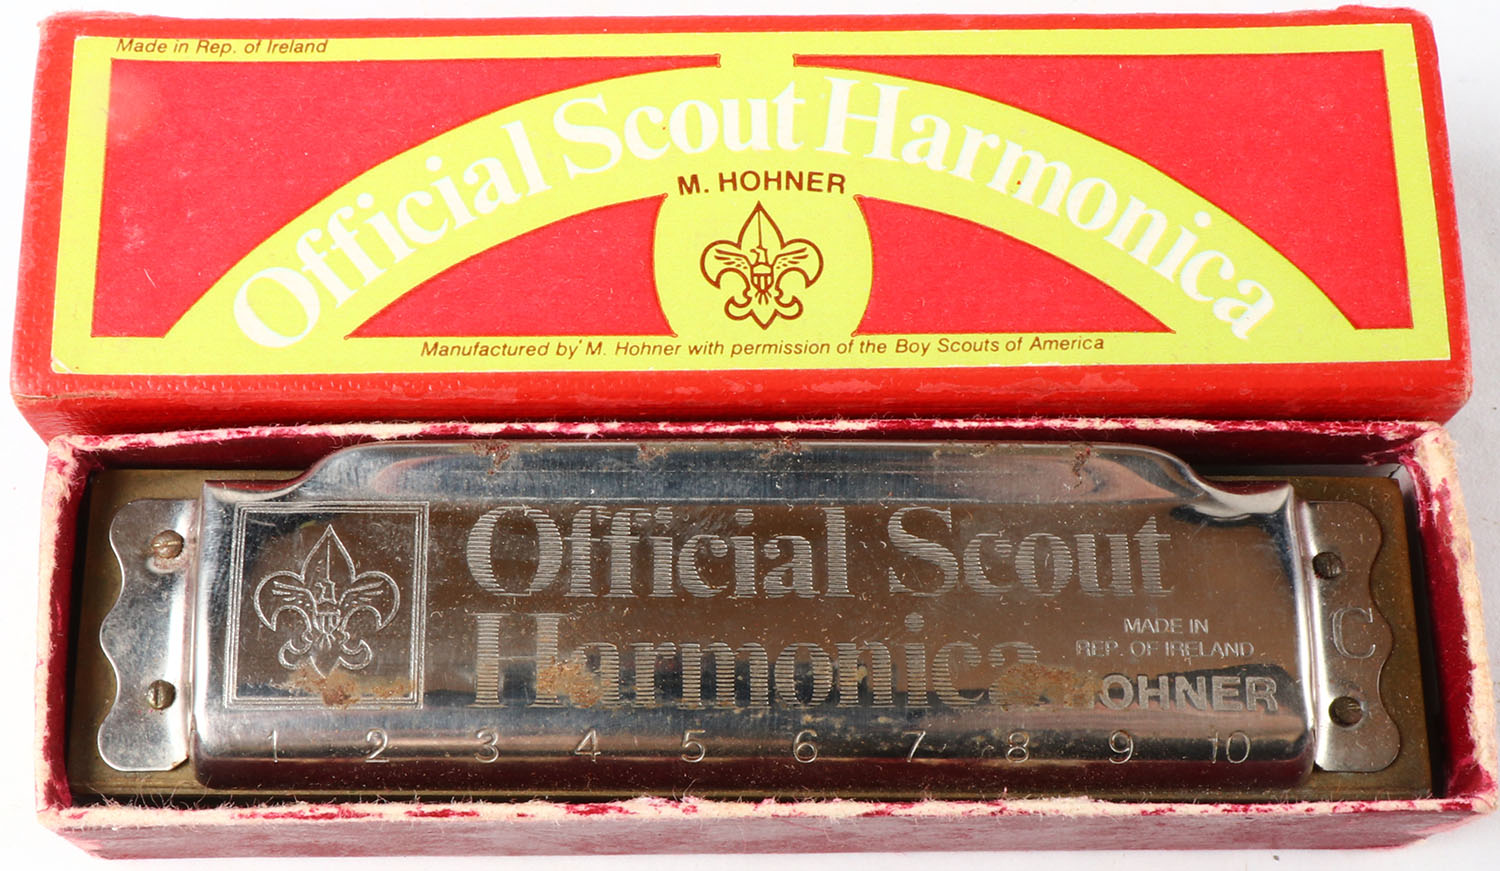 Made in Rep. of Ireland
Official Scout Harmonica
M. HOHNER
Manufactured by M. Hohner with permission of the Boy Scouts of America
Official Scout
Harmonica
MADE IN
REP. OF IRELAND
HOHNER
C
1 2 3 4 5 6 7 8 9 10